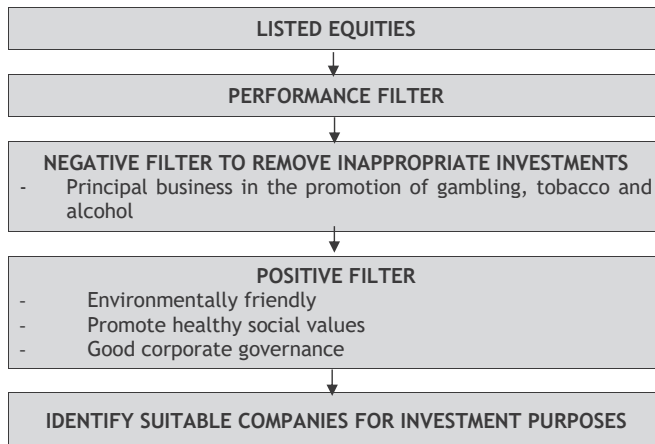 LISTED EQUITIES
PERFORMANCE FILTER
NEGATIVE FILTER TO REMOVE INAPPROPRIATE INVESTMENTS
- Principal business in the promotion of gambling, tobacco and
alcohol
POSITIVE FILTER
- Environmentally friendly
- Promote healthy social values
- Good corporate governance
IDENTIFY SUITABLE COMPANIES FOR INVESTMENT PURPOSES